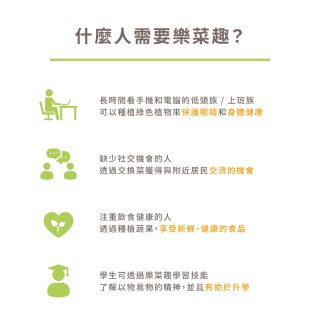 什麼人需要樂菜趣？
長時間看手機和電腦的低頭族 / 上班族
可以種植綠色植物來保護眼睛和身體健康
缺少社交機會的人
透過交換菜獲得與附近居民交流的機會
注重飲食健康的人
透過種植蔬果，享受新鮮、健康的食品
學生可透過樂菜趣學習技能
了解以物易物的精神，並且有助於升學